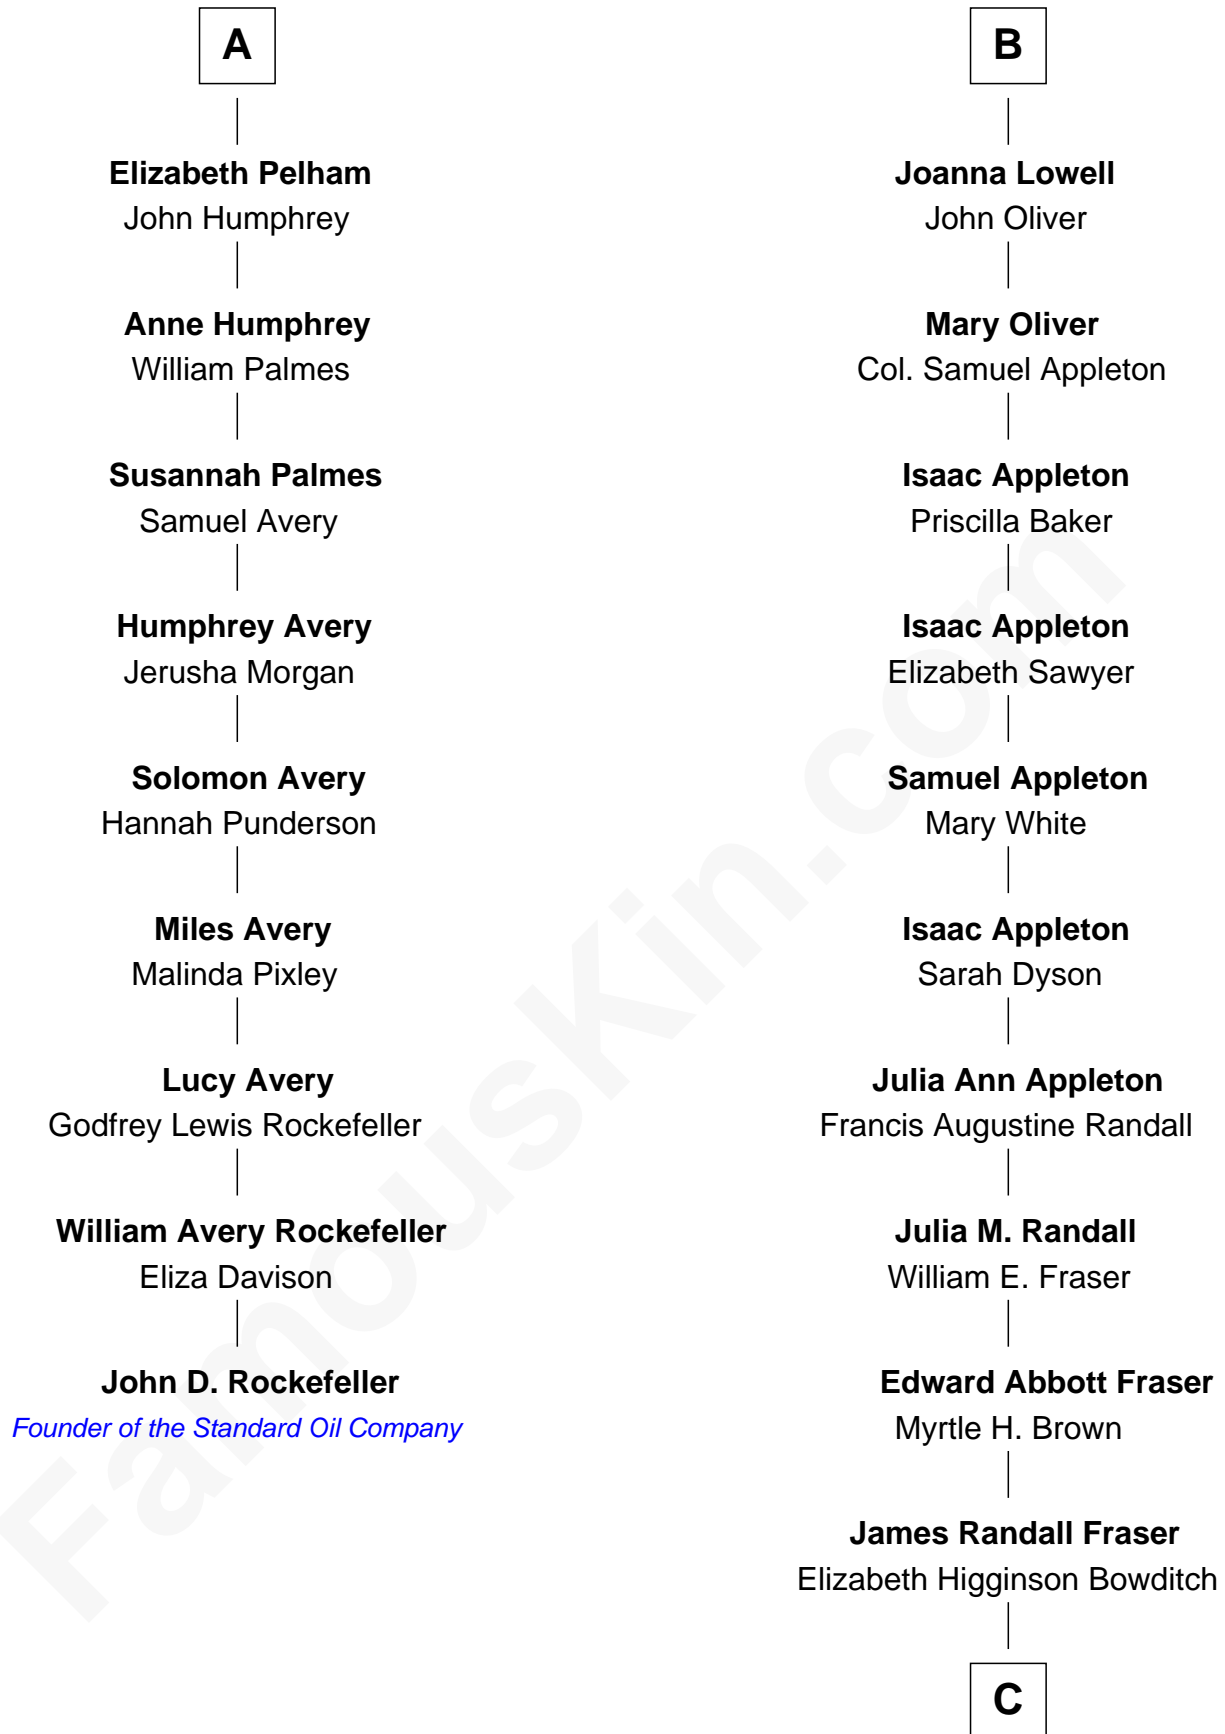 A
Elizabeth Pelham
John Humphrey
Anne Humphrey
William Palmes
Susannah Palmes
Samuel Avery
Humphrey Avery
Jerusha Morgan
Solomon Avery
Hannah Punderson
Miles Avery
Malinda Pixley
Lucy Avery
Godfrey Lewis Rockefeller
William Avery Rockefeller
Eliza Davison
John D. Rockefeller
Founder of the Standard Oil Company
B
Joanna Lowell
John Oliver
Mary Oliver
Col. Samuel Appleton
Isaac Appleton
Priscilla Baker
Isaac Appleton
Elizabeth Sawyer
Samuel Appleton
Mary White
Isaac Appleton
Sarah Dyson
Julia Ann Appleton
Francis Augustine Randall
Julia M. Randall
William E. Fraser
Edward Abbott Fraser
Myrtle H. Brown
James Randall Fraser
Elizabeth Higginson Bowditch
C
FamousKin.com